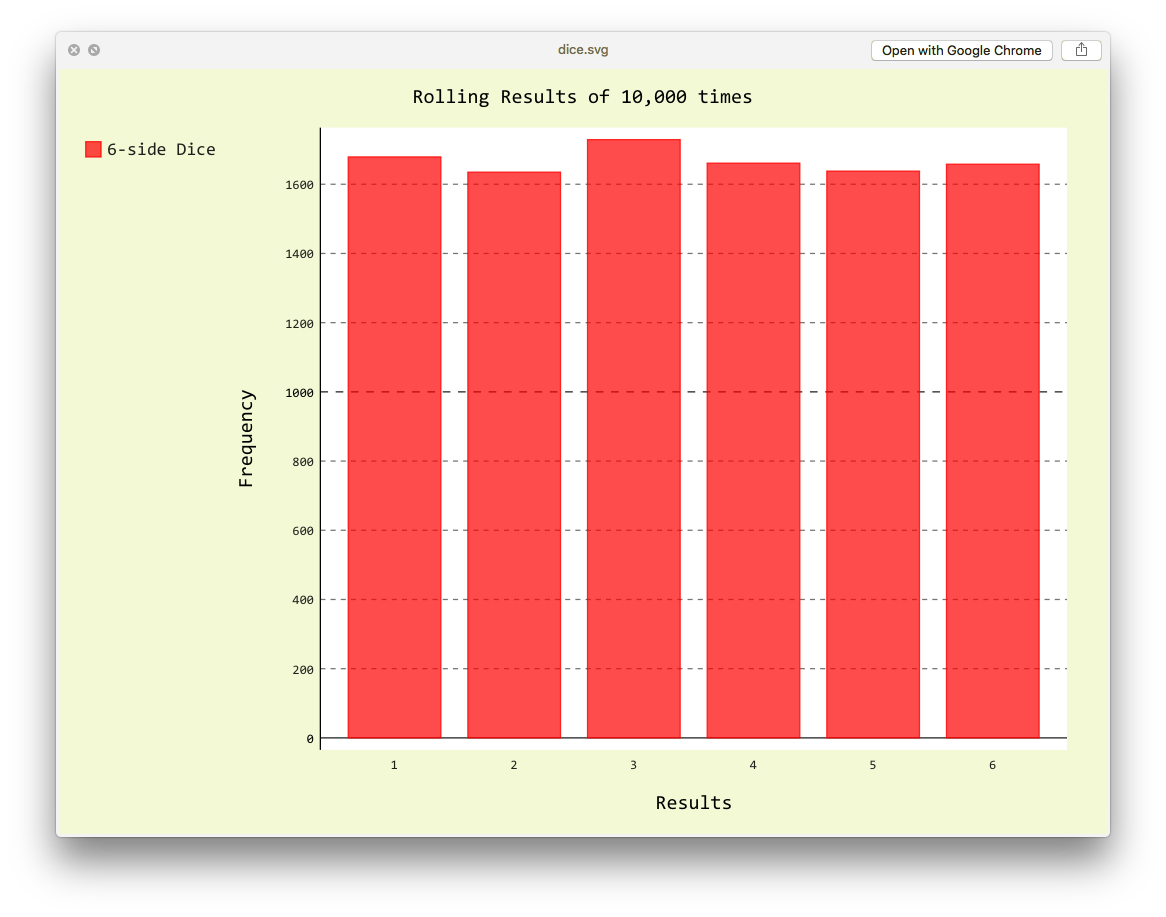 dice.svg
Open with Google Chrome
Rolling Results of 10,000 times
6-side Dice
1600
1400
1200
1000
800
600
400
200
0
Frequency
1 2 3 4 5 6
Results